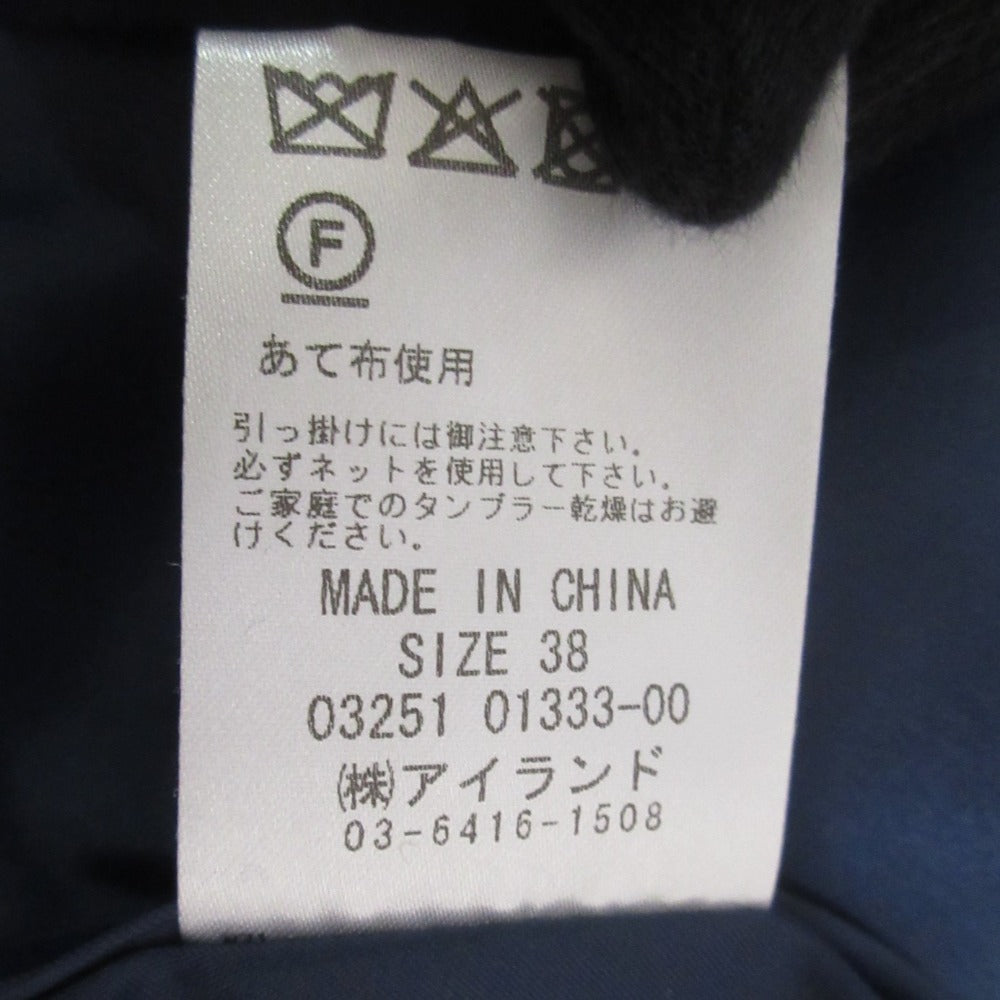 F
あて布使用
引っ掛けには御注意下さい。
必ずネットを使用して下さい。
ご家庭でのタンブラー乾燥はお避
けください。
MADE IN CHINA
SIZE 38
03251 01333-00
(株)アイランド
03-6416-1508